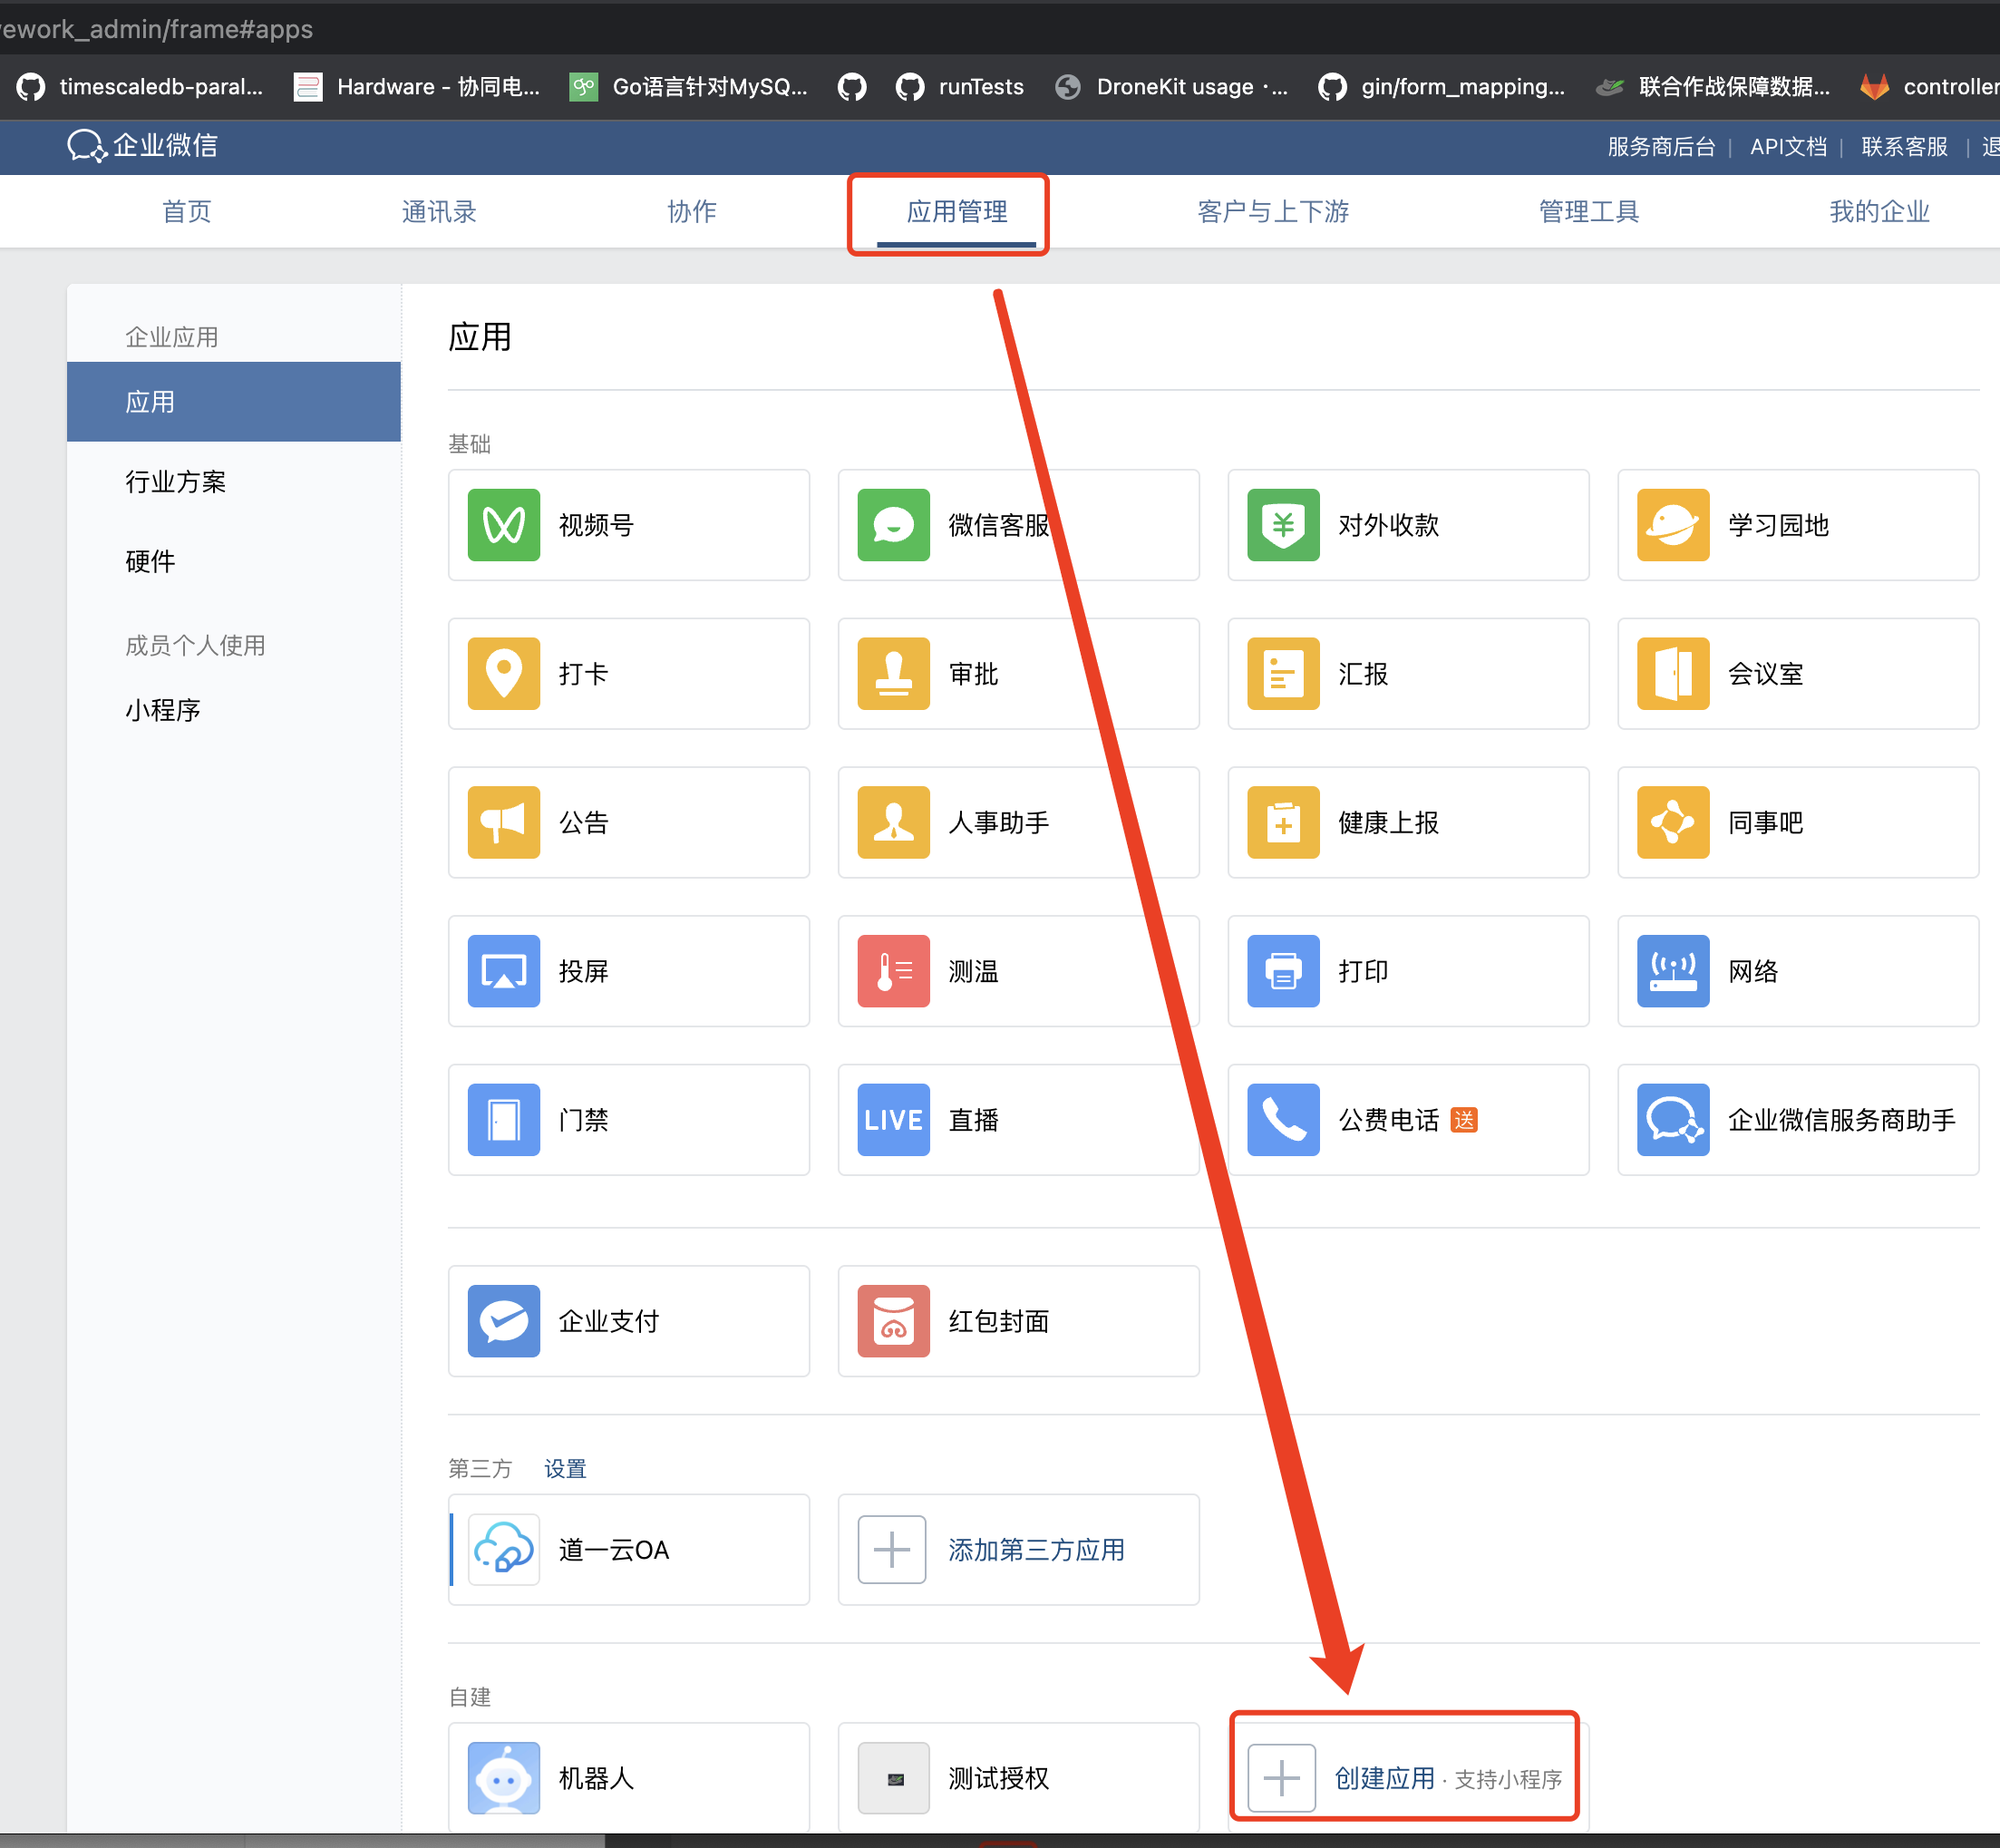 ework_admin/frame#apps
timescaledb-paral... Hardware - 协同电... Go语言针对MySQ... runTests DroneKit usage ·... gin/form_mapping... 联合作战保障数据... controller
企业微信 服务商后台 | API文档 | 联系客服 | 退
首页 通讯录 协作 应用管理 客户与上下游 管理工具 我的企业
企业应用
应用
行业方案
硬件
成员个人使用
小程序
应用
基础
视频号 微信客服 对外收款 学习园地
打卡 审批 汇报 会议室
公告 人事助手 健康上报 同事吧
投屏 测温 打印 网络
门禁 LIVE 直播 公费电话 送 企业微信服务商助手
企业支付 红包封面
第三方 设置
道一云OA 添加第三方应用
自建
机器人 测试授权 创建应用 · 支持小程序